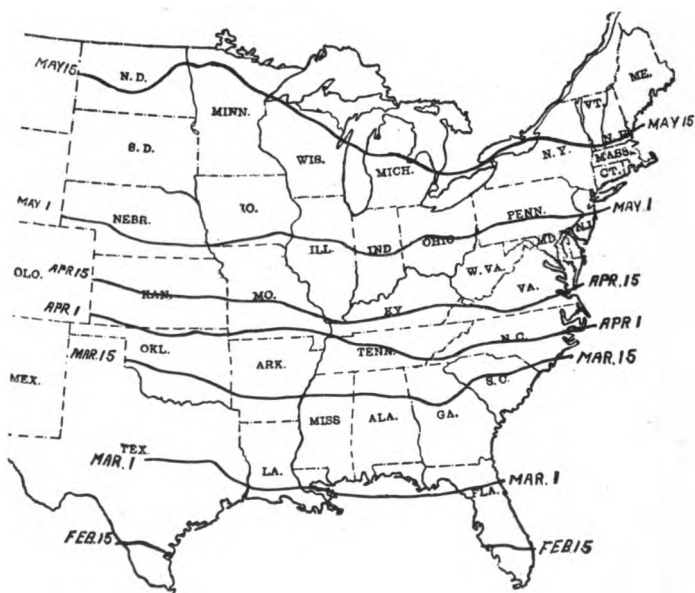 ME.
MAY 15
N. D.
VT.
MINN.
N. H.
MAY 15
S. D.
WIS.
N. Y.
MASS.
MICH.
CT.
MAY 1
NEBR.
IO.
PENN.
MAY 1
ILL.
IND
OHIO
N.J.
MD.
OLO.
APR 15
W. VA.
KAN.
MO.
VA.
APR. 15
APR 1
KY
N. C.
APR 1
OKL.
TENN.
MAR. 15
MAR. 15
ARK.
S. C.
MEX.
MISS
ALA.
GA.
TEX.
MAR. 1
LA.
MAR. 1
FLA.
FEB. 15
FEB. 15